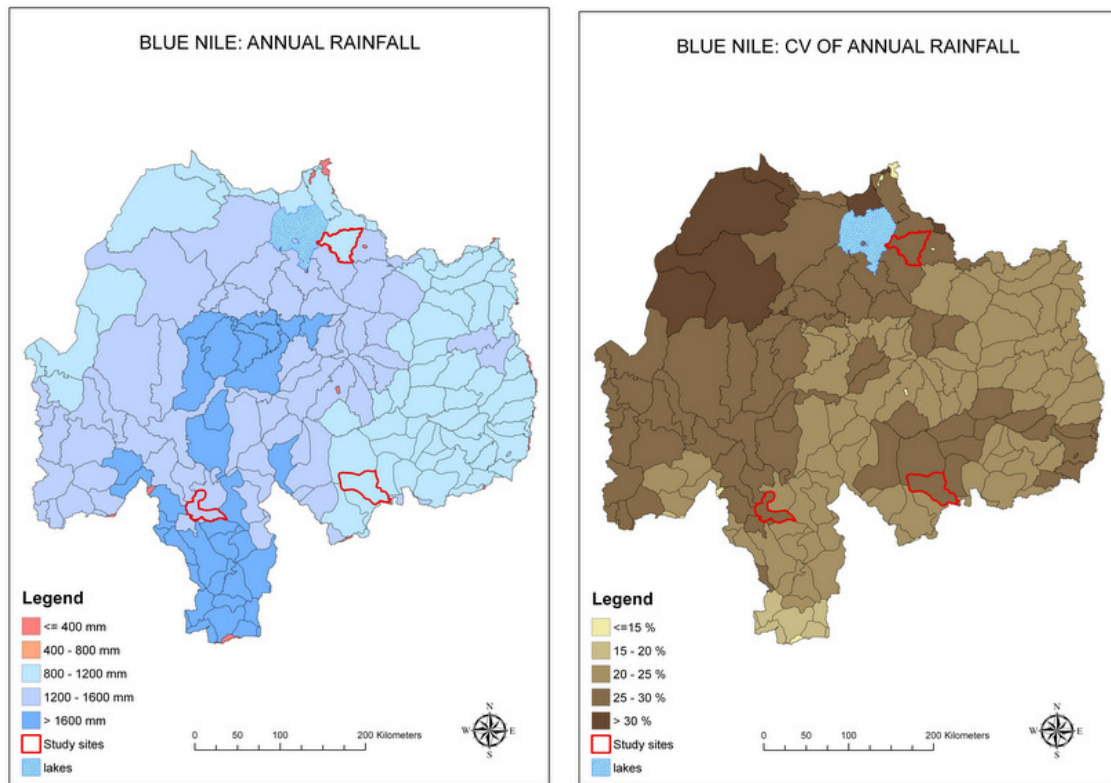 BLUE NILE: ANNUAL RAINFALL
Legend
<= 400 mm
400 - 800 mm
800 - 1200 mm
1200 - 1600 mm
> 1600 mm
Study sites
lakes
0 50 100 200 Kilometers
N
W E
S
BLUE NILE: CV OF ANNUAL RAINFALL
Legend
<=15 %
15 - 20 %
20 - 25 %
25 - 30 %
> 30 %
Study sites
lakes
0 50 100 200 Kilometers
N
W E
S